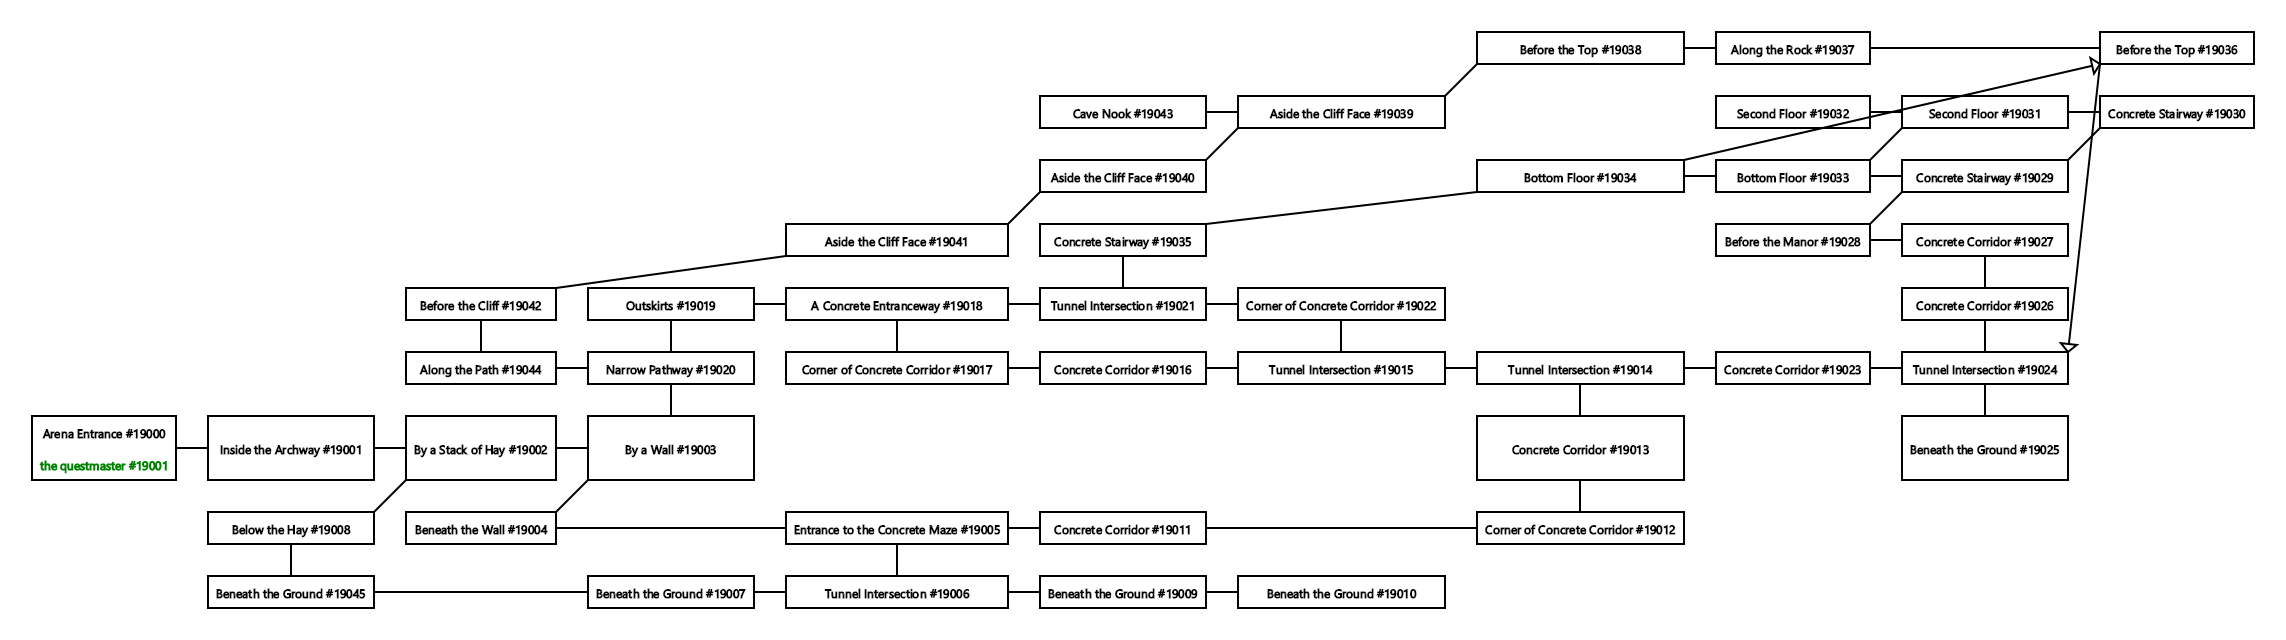 Before the Top #19038
Along the Rock #19037
Before the Top #19036
Cave Nook #19043
Aside the Cliff Face #19039
Second Floor #19032
Second Floor #19031
Concrete Stairway #19030
Aside the Cliff Face #19040
Bottom Floor #19034
Bottom Floor #19033
Concrete Stairway #19029
Aside the Cliff Face #19041
Concrete Stairway #19035
Before the Manor #19028
Concrete Corridor #19027
Before the Cliff #19042
Outskirts #19019
A Concrete Entranceway #19018
Tunnel Intersection #19021
Corner of Concrete Corridor #19022
Concrete Corridor #19026
Along the Path #19044
Narrow Pathway #19020
Corner of Concrete Corridor #19017
Concrete Corridor #19016
Tunnel Intersection #19015
Tunnel Intersection #19014
Concrete Corridor #19023
Tunnel Intersection #19024
Arena Entrance #19000
the questmaster #19001
Inside the Archway #19001
By a Stack of Hay #19002
By a Wall #19003
Concrete Corridor #19013
Beneath the Ground #19025
Below the Hay #19008
Beneath the Wall #19004
Entrance to the Concrete Maze #19005
Concrete Corridor #19011
Corner of Concrete Corridor #19012
Beneath the Ground #19045
Beneath the Ground #19007
Tunnel Intersection #19006
Beneath the Ground #19009
Beneath the Ground #19010